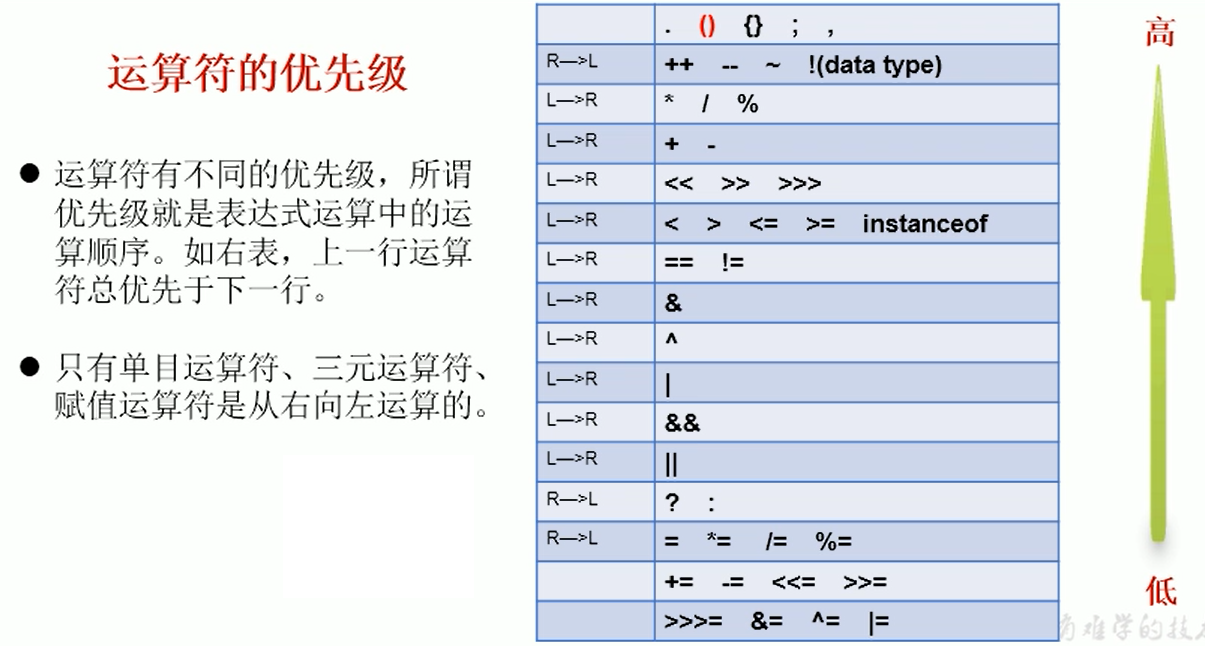 运算符的优先级
● 运算符有不同的优先级，所谓
优先级就是表达式运算中的运
算顺序。如右表，上一行运算
符总优先于下一行。
● 只有单目运算符、三元运算符、
赋值运算符是从右向左运算的。
. () {} ; ,
R—>L ++ -- ~ !(data type)
L—>R * / %
L—>R + -
L—>R << >> >>>
L—>R < > <= >= instanceof
L—>R == !=
L—>R &
L—>R ^
L—>R |
L—>R &&
L—>R ||
R—>L ? :
R—>L = *= /= %=
+= -= <<= >>=
>>>= &= ^= |=
高
低
难学的技